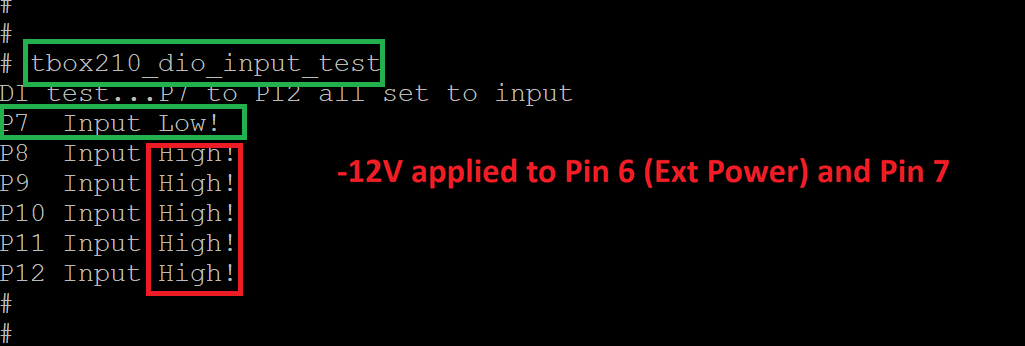 #
#
# tbox210_dio_input_test
DI test...P7 to P12 all set to input
P7 Input Low!
P8 Input High!
P9 Input High!
P10 Input High!
P11 Input High!
P12 Input High!
#
#
-12V applied to Pin 6 (Ext Power) and Pin 7